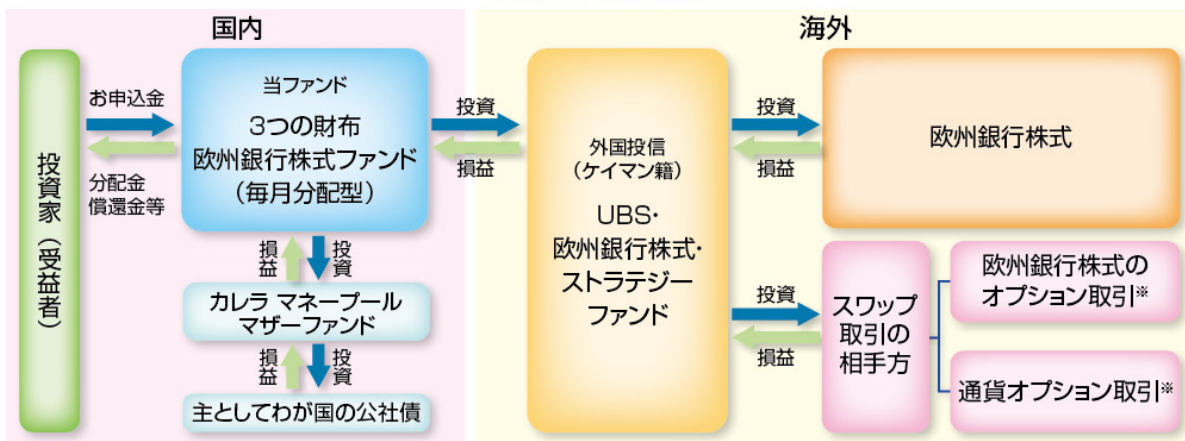 国内
海外
投資家（受益者）
お申込金
分配金
償還金等
当ファンド
3つの財布
欧州銀行株式ファンド
（毎月分配型）
損益
投資
カレラ マネープール
マザーファンド
損益
投資
主としてわが国の公社債
投資
損益
外国投信
（ケイマン籍）
UBS・
欧州銀行株式・
ストラテジー
ファンド
投資
損益
欧州銀行株式
投資
損益
スワップ
取引の
相手方
欧州銀行株式の
オプション取引※
通貨オプション取引※